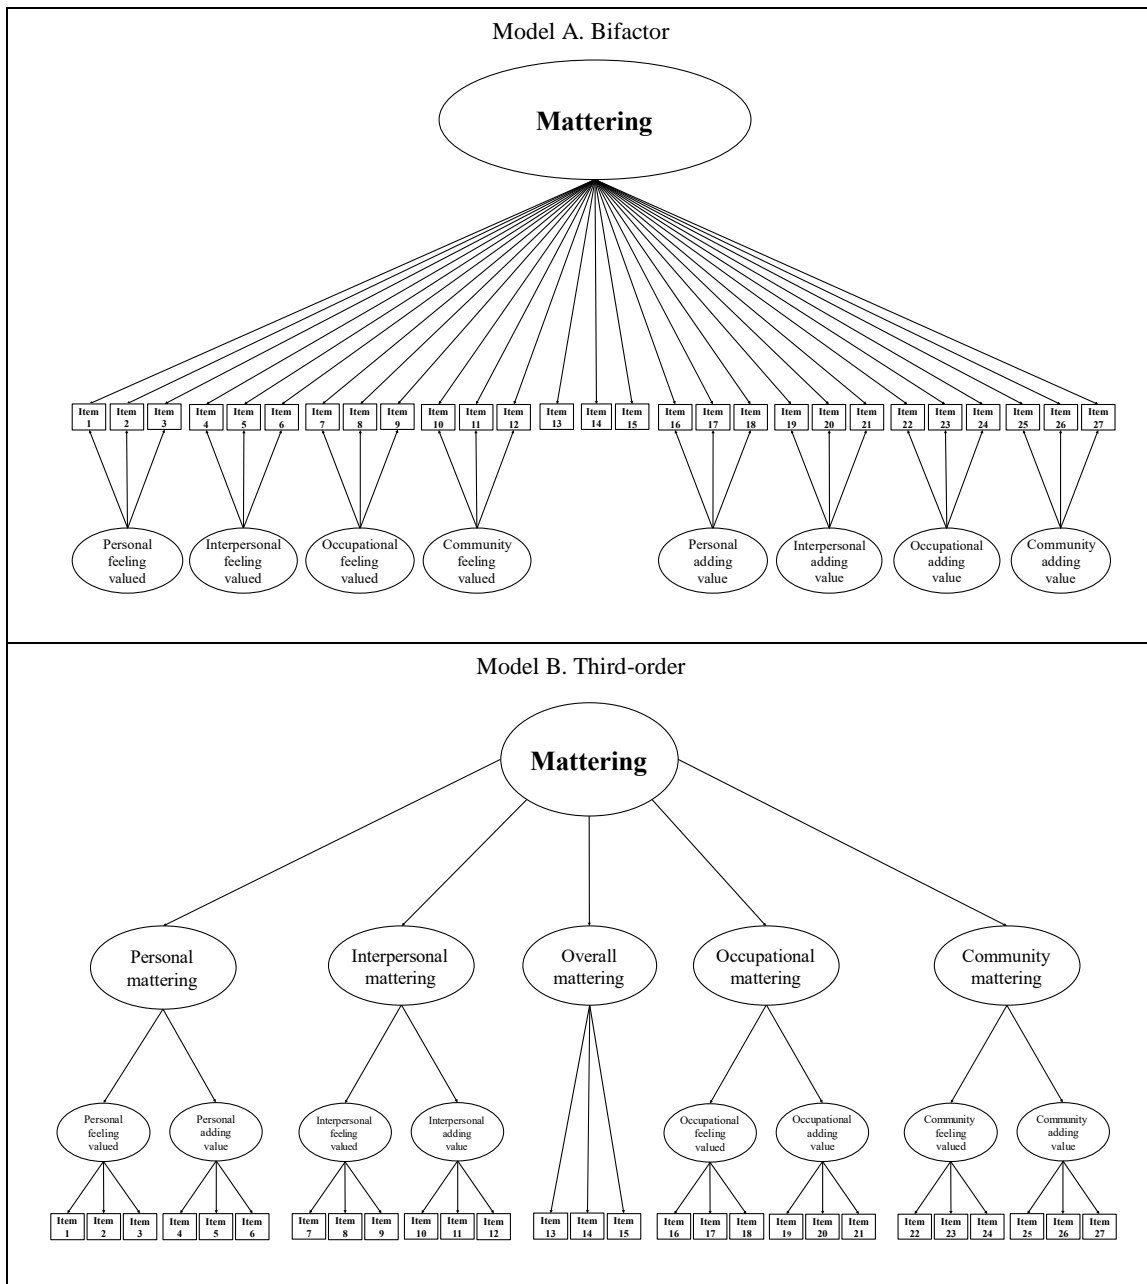 Model A. Bifactor
Mattering
Item Item Item Item Item Item Item Item Item Item Item Item Item Item Item Item Item Item Item Item Item Item Item Item Item Item Item
1 2 3 4 5 6 7 8 9 10 11 12 13 14 15 16 17 18 19 20 21 22 23 24 25 26 27
Personal
feeling
valued
Interpersonal
feeling
valued
Occupational
feeling
valued
Community
feeling
valued
Personal
adding
value
Interpersonal
adding
value
Occupational
adding
value
Community
adding
value
Model B. Third-order
Mattering
Personal
mattering
Interpersonal
mattering
Overall
mattering
Occupational
mattering
Community
mattering
Personal
feeling
valued
Personal
adding
value
Interpersonal
feeling
valued
Interpersonal
adding value
Occupational
feeling
valued
Occupational
adding value
Community
feeling
valued
Community
adding value
Item Item Item Item Item Item Item Item Item Item Item Item Item Item Item Item Item Item Item Item Item Item Item Item Item Item Item
1 2 3 4 5 6 7 8 9 10 11 12 13 14 15 16 17 18 19 20 21 22 23 24 25 26 27